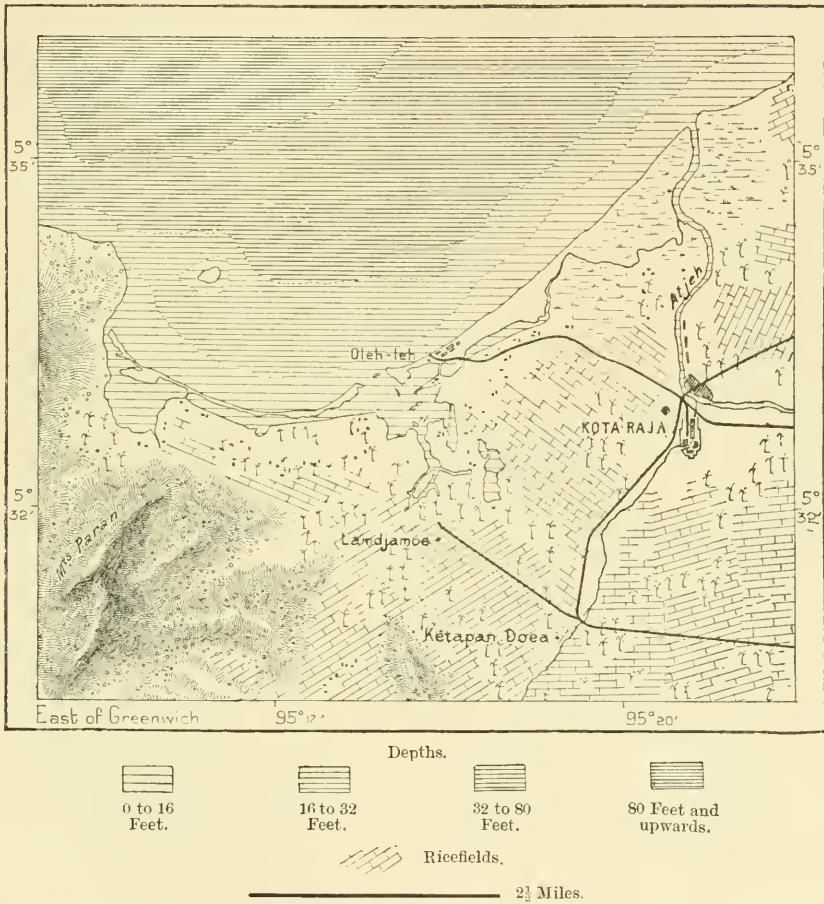 5°
35'
5°
35'
Atjeh
Oleh-leh
KOTA RAJA
5°
32'
5°
32'
Mts Paran
Lamdjamoe
Ketapan Doea
East of Greenwich
95°17'
95°20'
Depths.
0 to 16
Feet.
16 to 32
Feet.
32 to 80
Feet.
80 Feet and
upwards.
Ricefields.
2½ Miles.